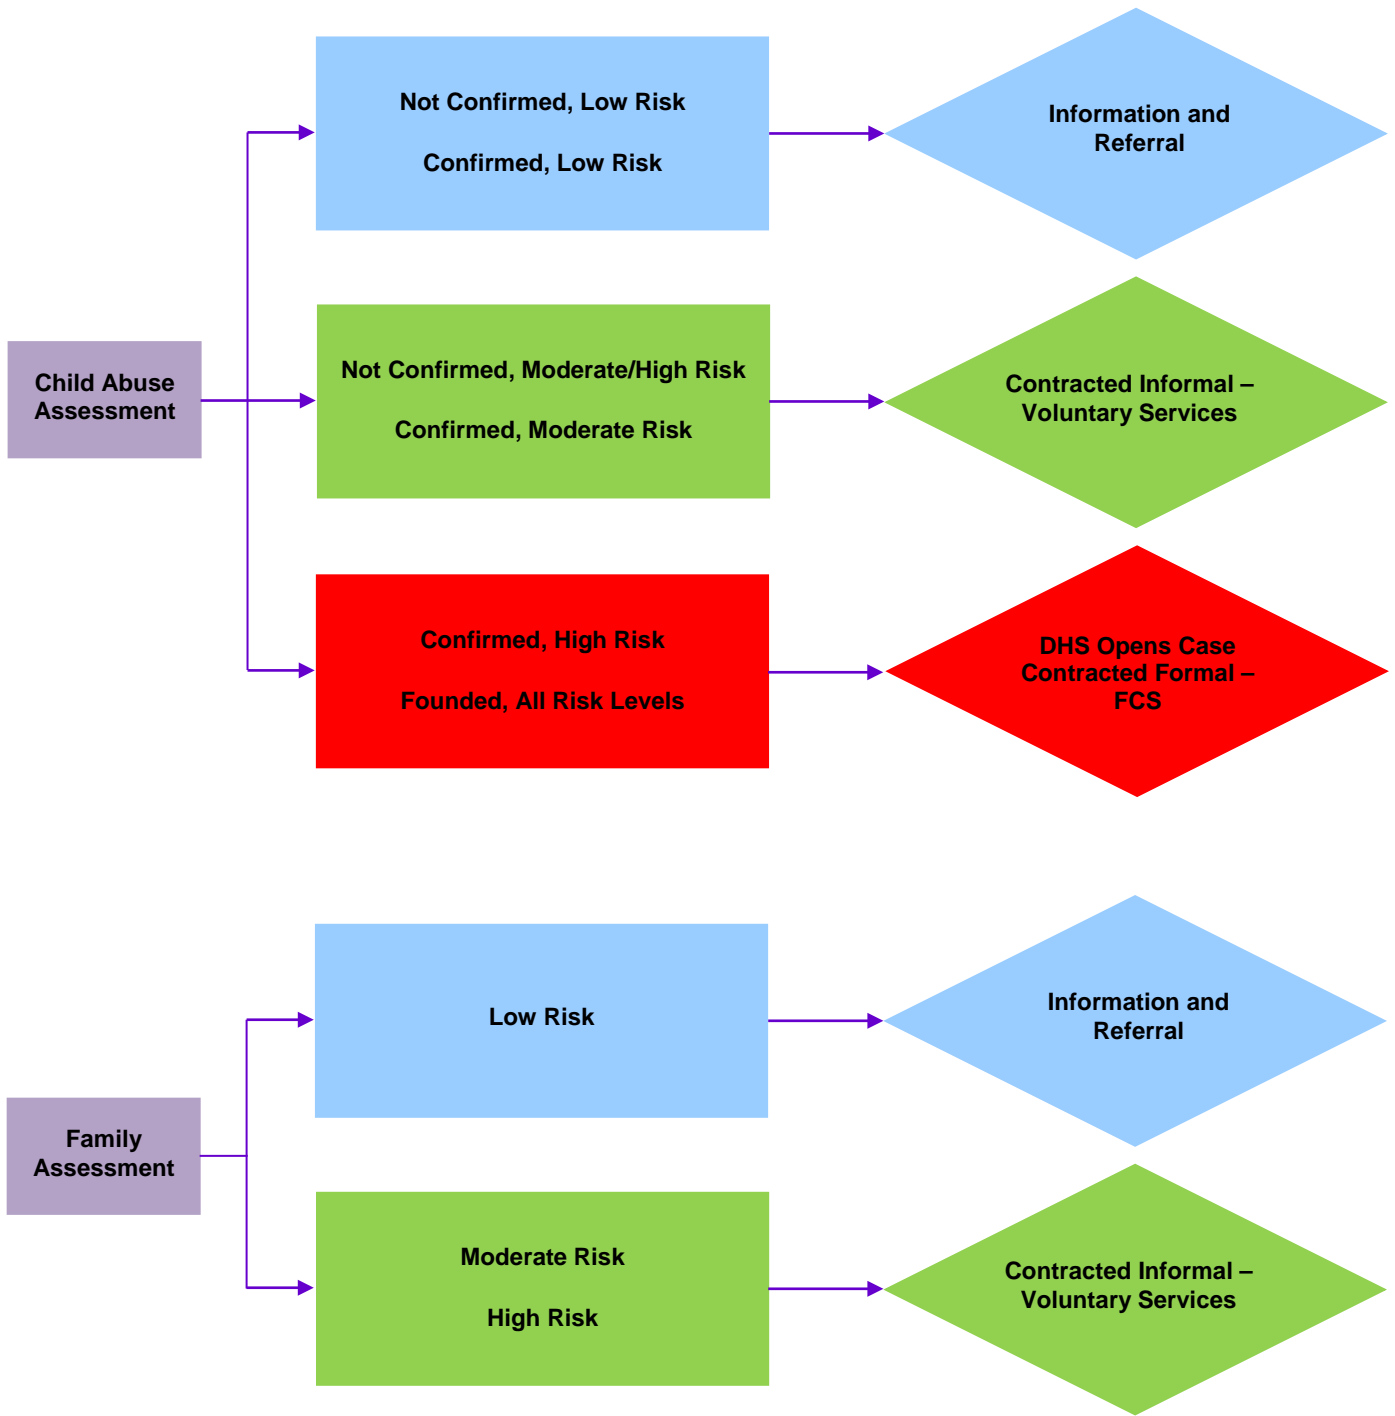 Not Confirmed, Low Risk
Confirmed, Low Risk
Information and
Referral
Child Abuse
Assessment
Not Confirmed, Moderate/High Risk
Confirmed, Moderate Risk
Contracted Informal –
Voluntary Services
Confirmed, High Risk
Founded, All Risk Levels
DHS Opens Case
Contracted Formal –
FCS
Family
Assessment
Low Risk
Information and
Referral
Moderate Risk
High Risk
Contracted Informal –
Voluntary Services